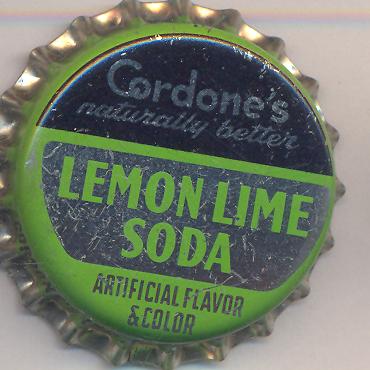 Cordone's
naturally better
LEMON LIME
SODA
ARTIFICIAL FLAVOR
& COLOR